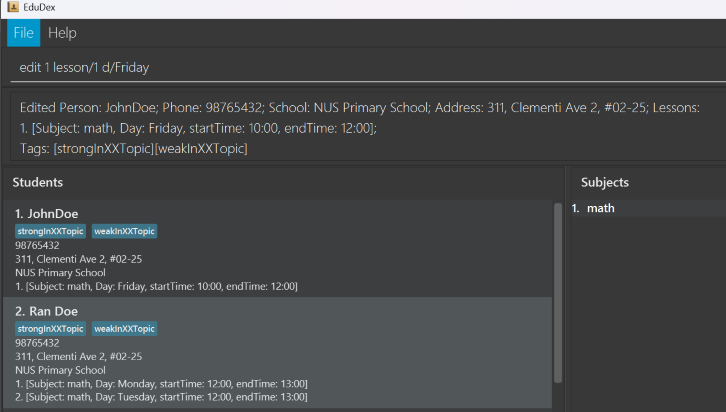 EduDex
File Help
edit 1 lesson/1 d/Friday
Edited Person: JohnDoe; Phone: 98765432; School: NUS Primary School; Address: 311, Clementi Ave 2, #02-25; Lessons:
1. [Subject: math, Day: Friday, startTime: 10:00, endTime: 12:00];
Tags: [strongInXXTopic][weakInXXTopic]
Students
1. JohnDoe
strongInXXTopic weakInXXTopic
98765432
311, Clementi Ave 2, #02-25
NUS Primary School
1. [Subject: math, Day: Friday, startTime: 10:00, endTime: 12:00]
2. Ran Doe
strongInXXTopic weakInXXTopic
98765432
311, Clementi Ave 2, #02-25
NUS Primary School
1. [Subject: math, Day: Monday, startTime: 12:00, endTime: 13:00]
2. [Subject: math, Day: Tuesday, startTime: 12:00, endTime: 13:00]
Subjects
1. math